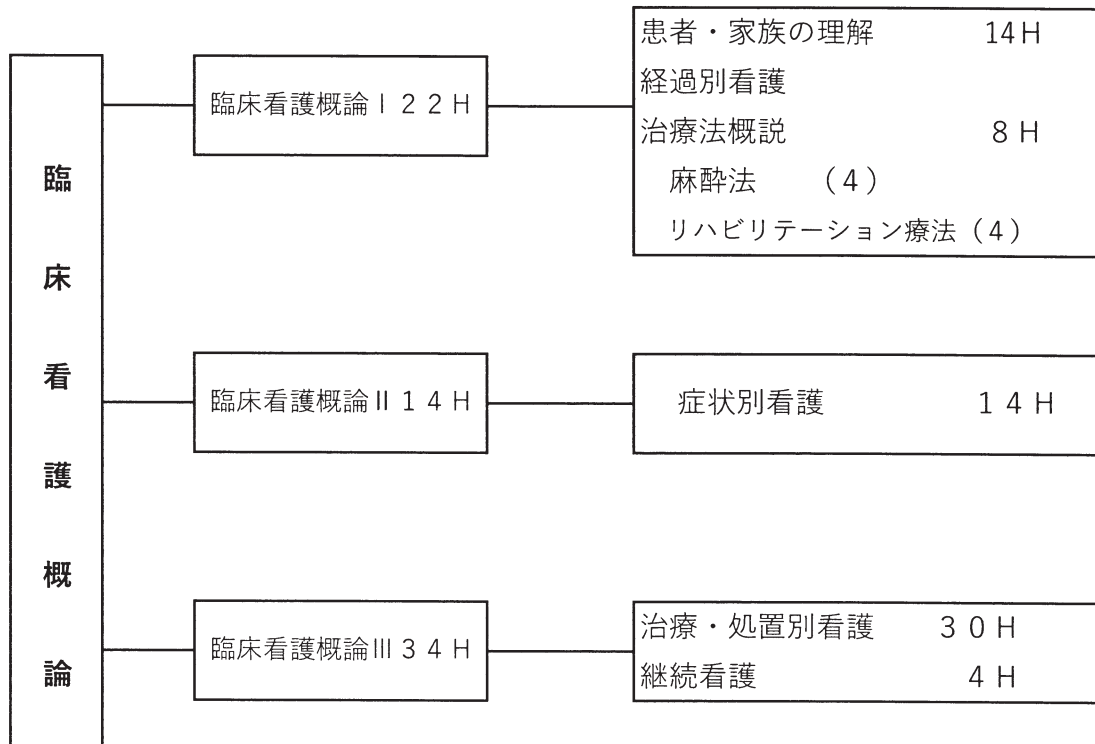 臨床看護概論
臨床看護概論Ⅰ22H
患者・家族の理解 14H
経過別看護
治療法概説 8H
麻酔法 (4)
リハビリテーション療法(4)
臨床看護概論Ⅱ14H
症状別看護 14H
臨床看護概論Ⅲ34H
治療・処置別看護 30H
継続看護 4H